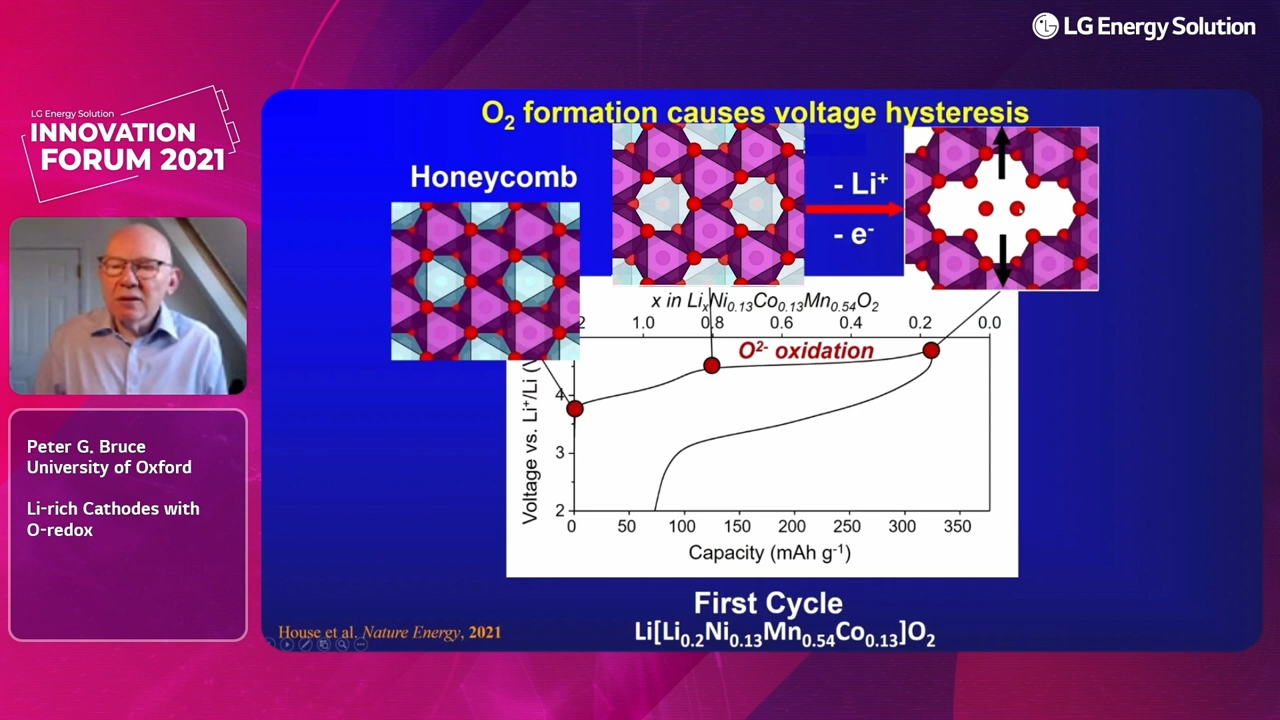 LG Energy Solution
LG Energy Solution
INNOVATION
FORUM 2021
O₂ formation causes voltage hysteresis
Honeycomb
- Li⁺
- e⁻
x in LiₓNi₀.₁₃Co₀.₁₃Mn₀.₅₄O₂
2 1.0 0.8 0.6 0.4 0.2 0.0
O²⁻ oxidation
Voltage vs. Li⁺/Li (V
4
3
2
0 50 100 150 200 250 300 350
Capacity (mAh g⁻¹)
First Cycle
Li[Li₀.₂Ni₀.₁₃Mn₀.₅₄Co₀.₁₃]O₂
House et al. Nature Energy, 2021
Peter G. Bruce
University of Oxford
Li-rich Cathodes with
O-redox